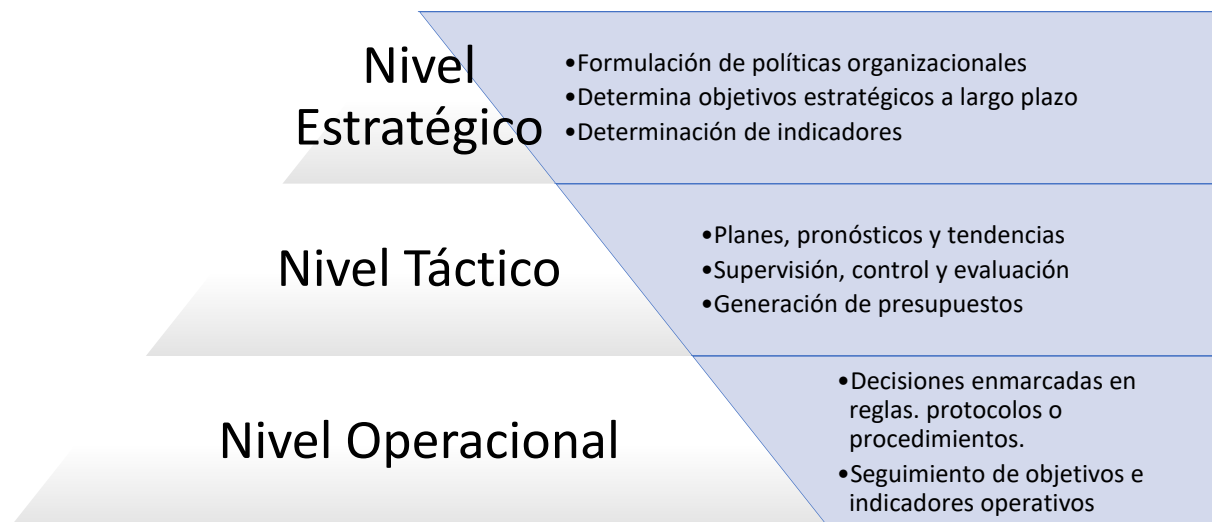 Nivel
Estratégico
•Formulación de políticas organizacionales
•Determina objetivos estratégicos a largo plazo
•Determinación de indicadores
Nivel Táctico
•Planes, pronósticos y tendencias
•Supervisión, control y evaluación
•Generación de presupuestos
Nivel Operacional
•Decisiones enmarcadas en
reglas. protocolos o
procedimientos.
•Seguimiento de objetivos e
indicadores operativos